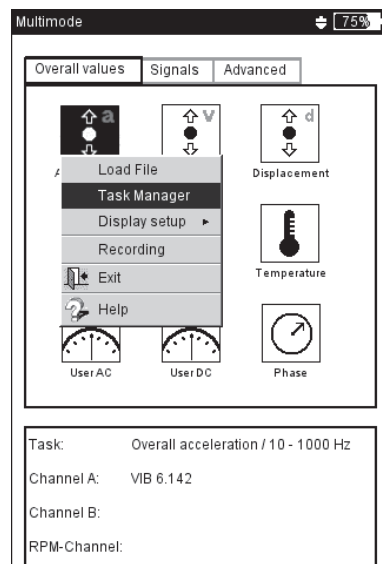 Multimode 75%
Overall values Signals Advanced
a v d
A
Displacement
Load File
Task Manager
Display setup
Recording
Exit
Help
Temperature
User AC User DC Phase
Task: Overall acceleration / 10 - 1000 Hz
Channel A: VIB 6.142
Channel B:
RPM-Channel: